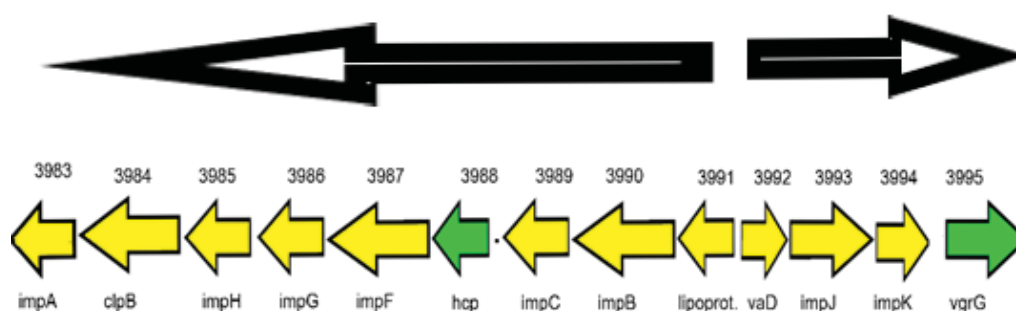 3983 3984 3985 3986 3987 3988 3989 3990 3991 3992 3993 3994 3995
impA clpB impH impG impF hcp impC impB lipoprot. vaD impJ impK vgrG